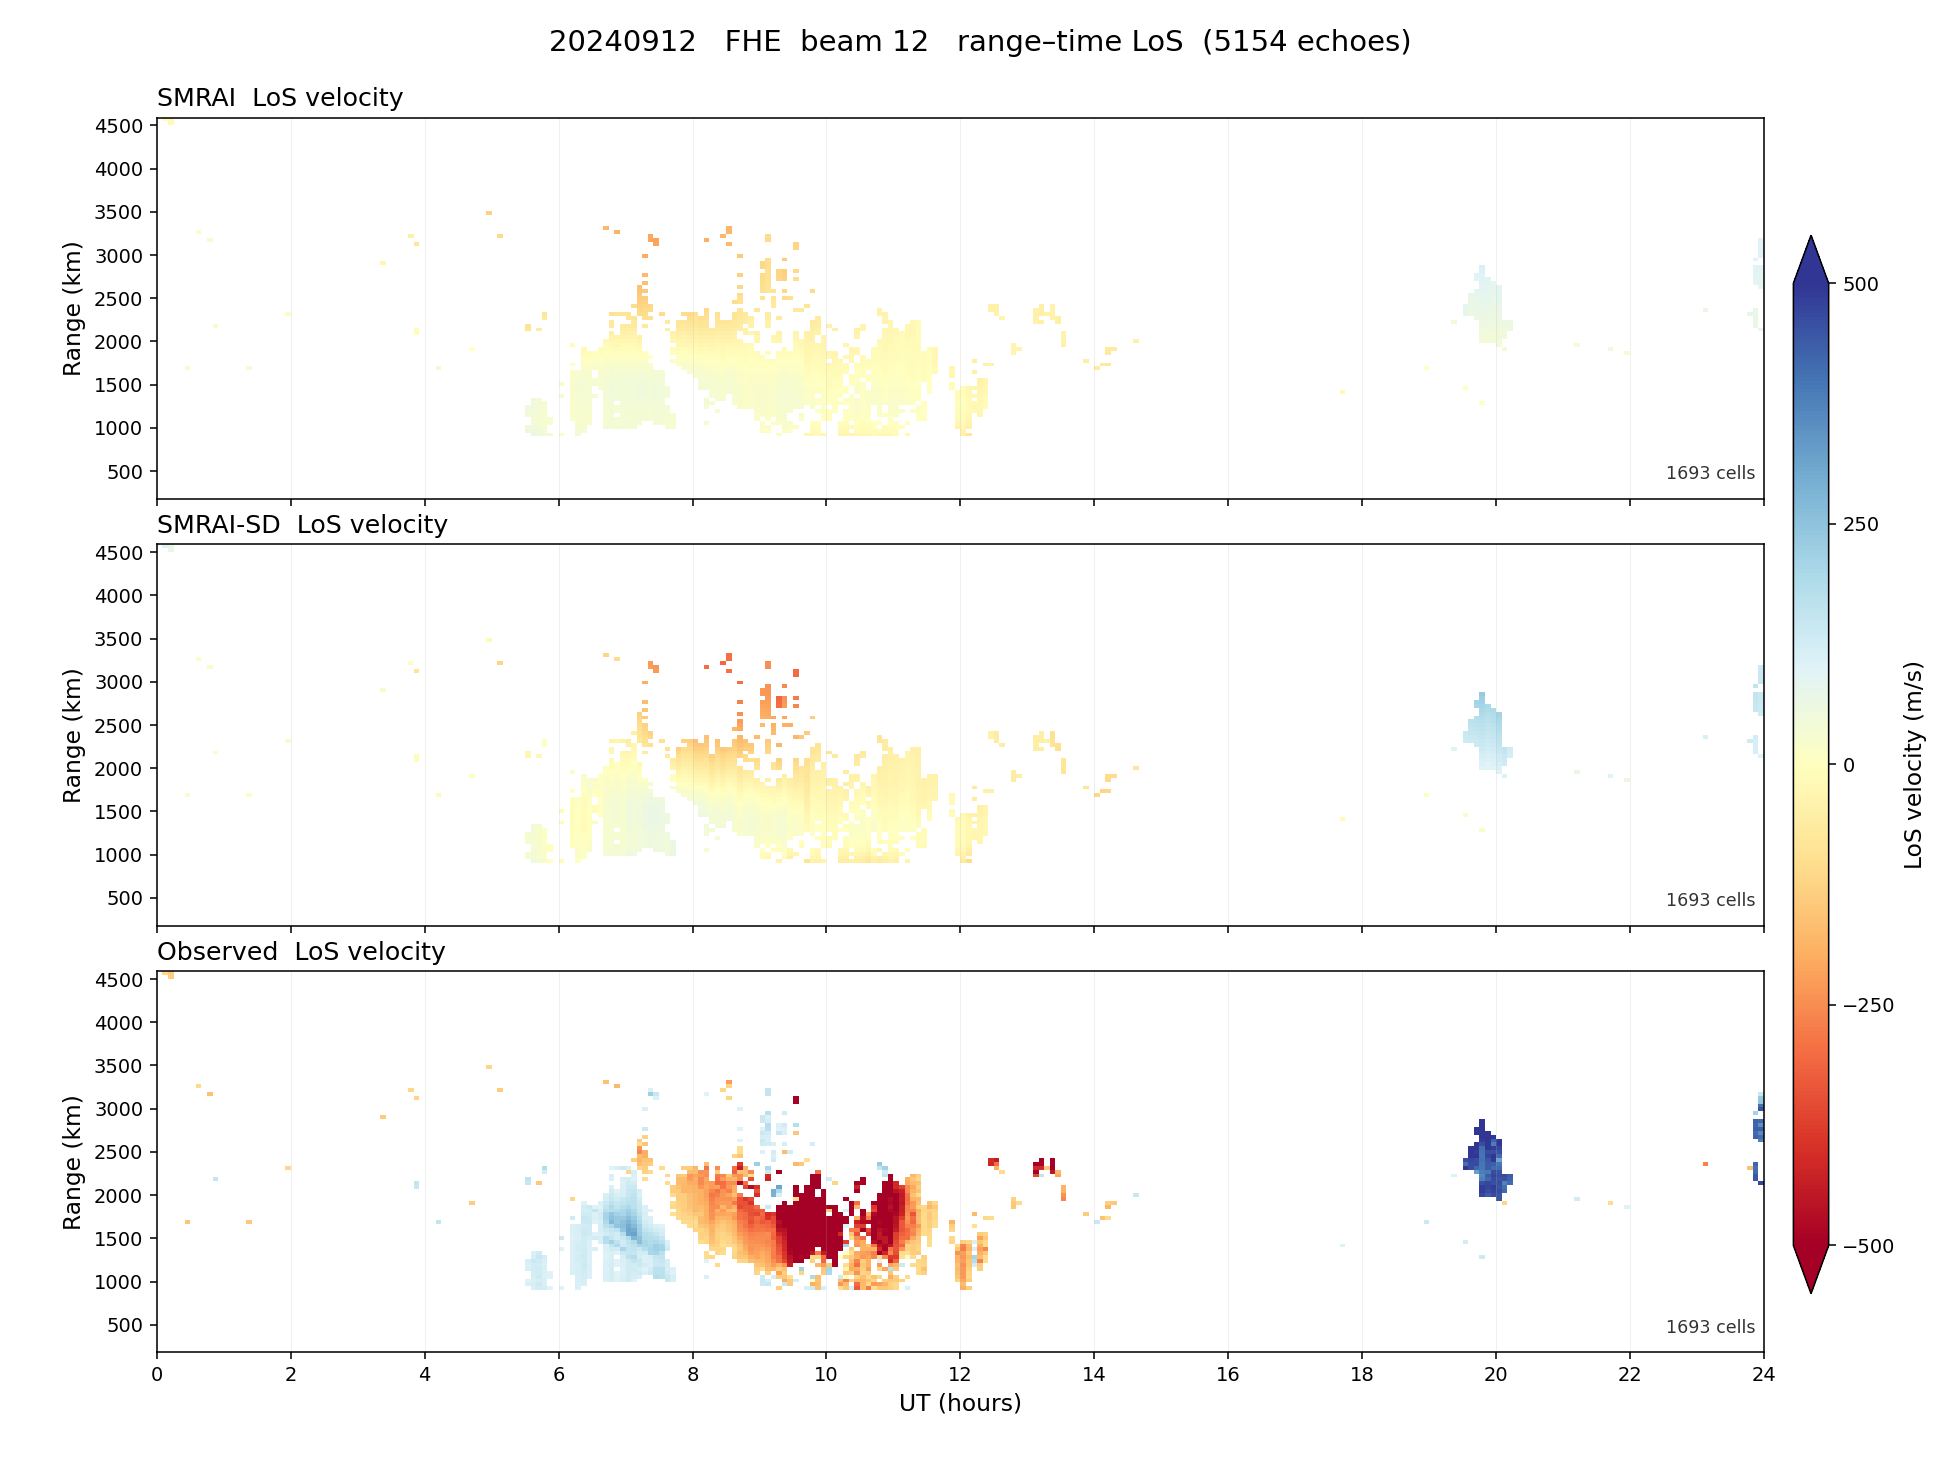 20240912   FHE  beam 12   range–time LoS  (5154 echoes)
SMRAI  LoS velocity
4500
4000
3500
3000
2500
2000
1500
1000
500
Range (km)
1693 cells
SMRAI-SD  LoS velocity
4500
4000
3500
3000
2500
2000
1500
1000
500
Range (km)
1693 cells
Observed  LoS velocity
4500
4000
3500
3000
2500
2000
1500
1000
500
Range (km)
1693 cells
0 2 4 6 8 10 12 14 16 18 20 22 24
UT (hours)
500
250
0
−250
−500
LoS velocity (m/s)